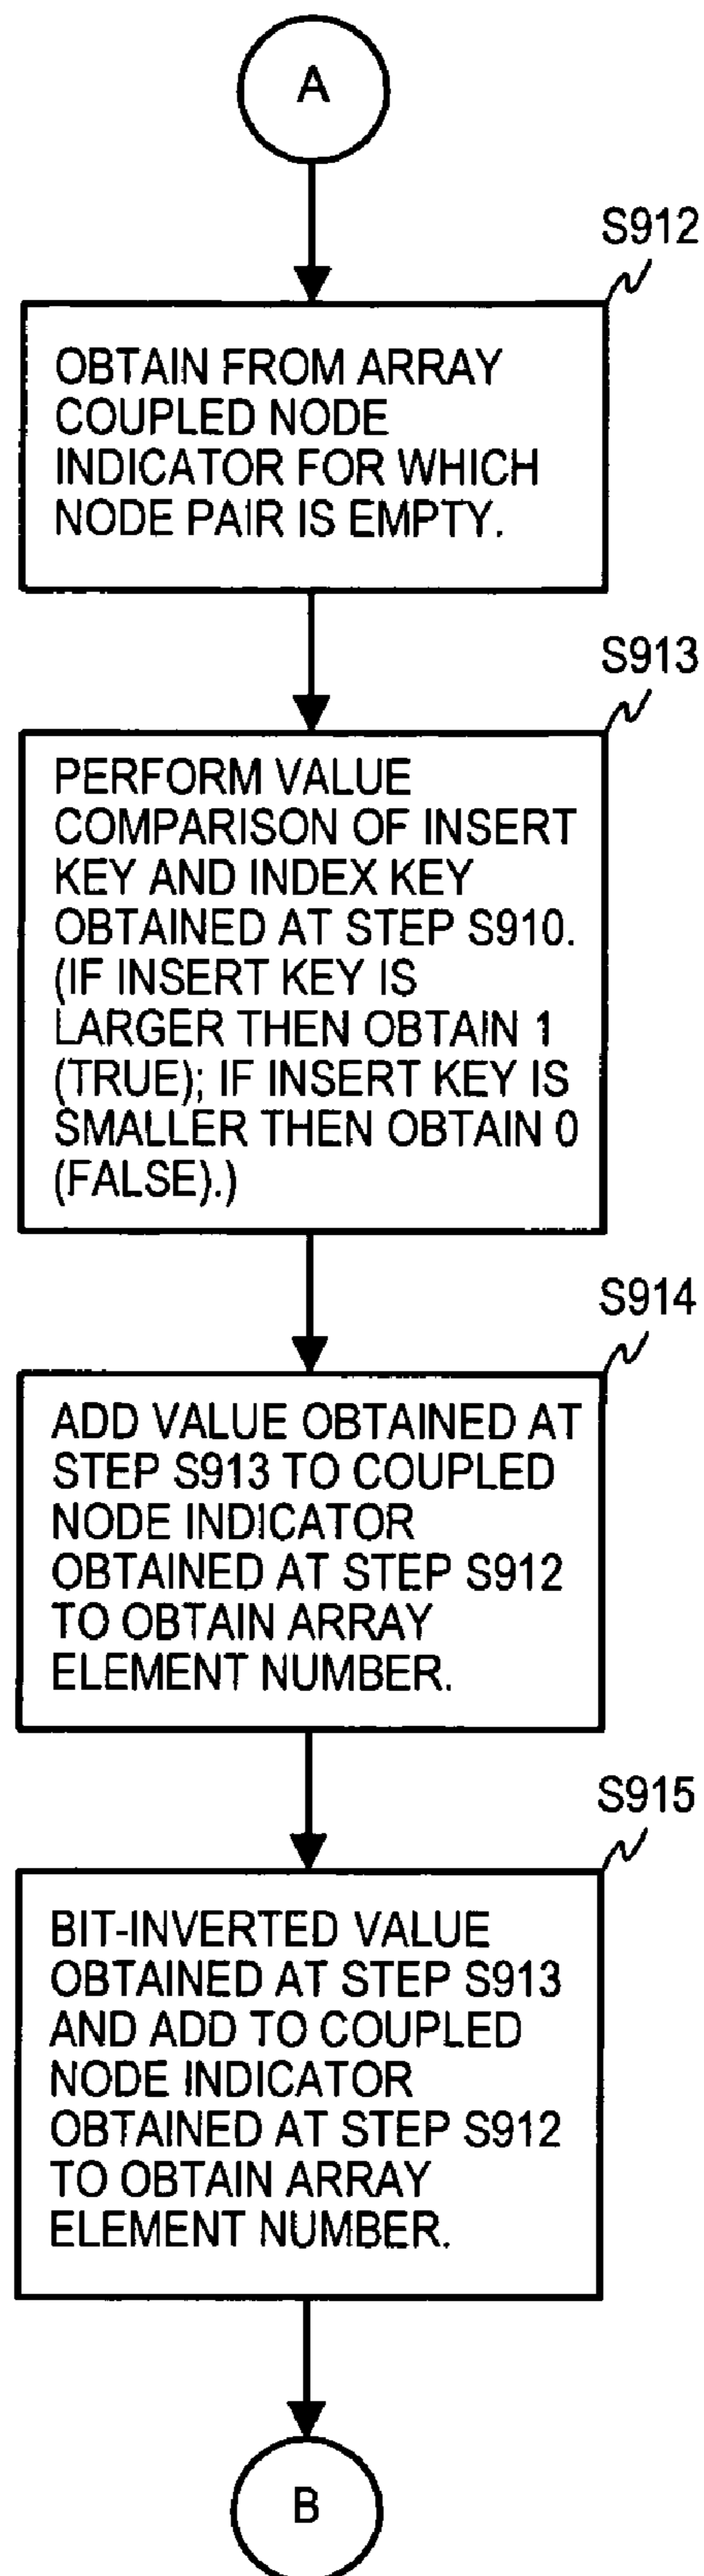 A
S912
OBTAIN FROM ARRAY
COUPLED NODE
INDICATOR FOR WHICH
NODE PAIR IS EMPTY.
S913
PERFORM VALUE
COMPARISON OF INSERT
KEY AND INDEX KEY
OBTAINED AT STEP S910.
(IF INSERT KEY IS
LARGER THEN OBTAIN 1
(TRUE); IF INSERT KEY IS
SMALLER THEN OBTAIN 0
(FALSE).)
S914
ADD VALUE OBTAINED AT
STEP S913 TO COUPLED
NODE INDICATOR
OBTAINED AT STEP S912
TO OBTAIN ARRAY
ELEMENT NUMBER.
S915
BIT-INVERTED VALUE
OBTAINED AT STEP S913
AND ADD TO COUPLED
NODE INDICATOR
OBTAINED AT STEP S912
TO OBTAIN ARRAY
ELEMENT NUMBER.
B